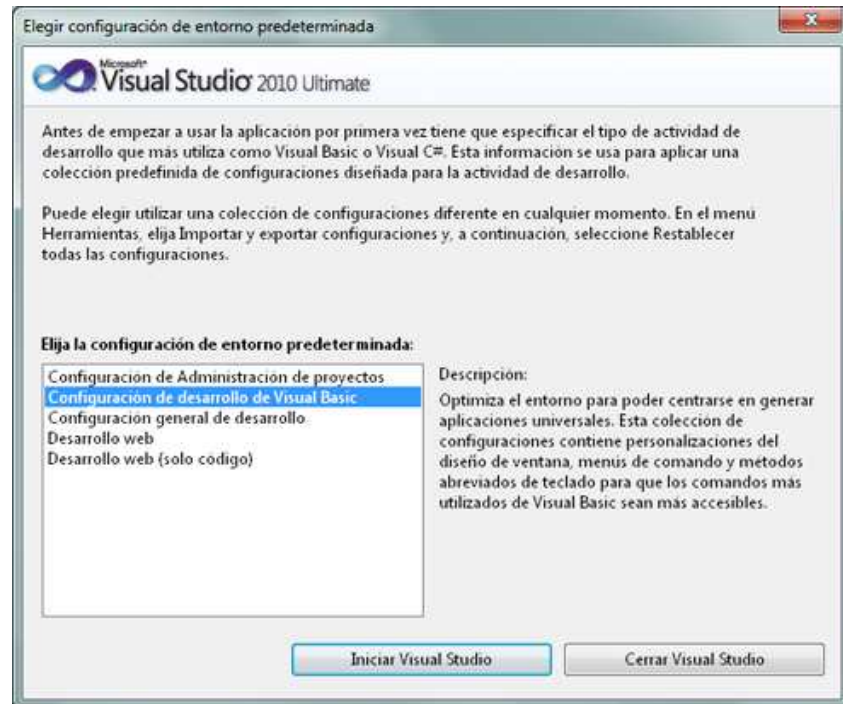 Elegir configuración de entorno predeterminada
Microsoft®
Visual Studio® 2010 Ultimate
Antes de empezar a usar la aplicación por primera vez tiene que especificar el tipo de actividad de
desarrollo que más utiliza como Visual Basic o Visual C#. Esta información se usa para aplicar una
colección predefinida de configuraciones diseñada para la actividad de desarrollo.
Puede elegir utilizar una colección de configuraciones diferente en cualquier momento. En el menú
Herramientas, elija Importar y exportar configuraciones y, a continuación, seleccione Restablecer
todas las configuraciones.
Elija la configuración de entorno predeterminada:
Configuración de Administración de proyectos
Configuración de desarrollo de Visual Basic
Configuración general de desarrollo
Desarrollo web
Desarrollo web (solo código)
Descripción:
Optimiza el entorno para poder centrarse en generar
aplicaciones universales. Esta colección de
configuraciones contiene personalizaciones del
diseño de ventana, menús de comando y métodos
abreviados de teclado para que los comandos más
utilizados de Visual Basic sean más accesibles.
Iniciar Visual Studio
Cerrar Visual Studio